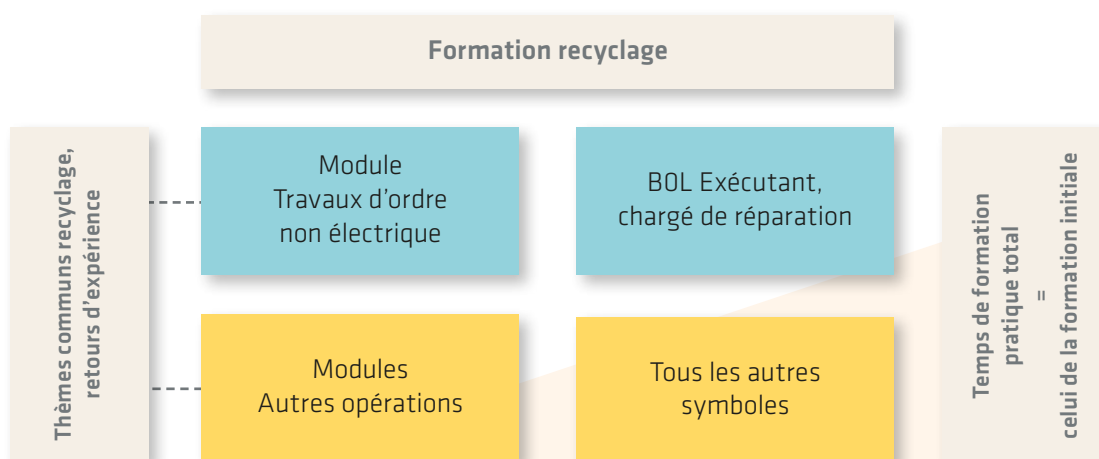 Formation recyclage
Thèmes communs recyclage,
retours d'expérience
Module
Travaux d'ordre
non électrique
BOL Exécutant,
chargé de réparation
Modules
Autres opérations
Tous les autres
symboles
Temps de formation
pratique total
=
celui de la formation initiale